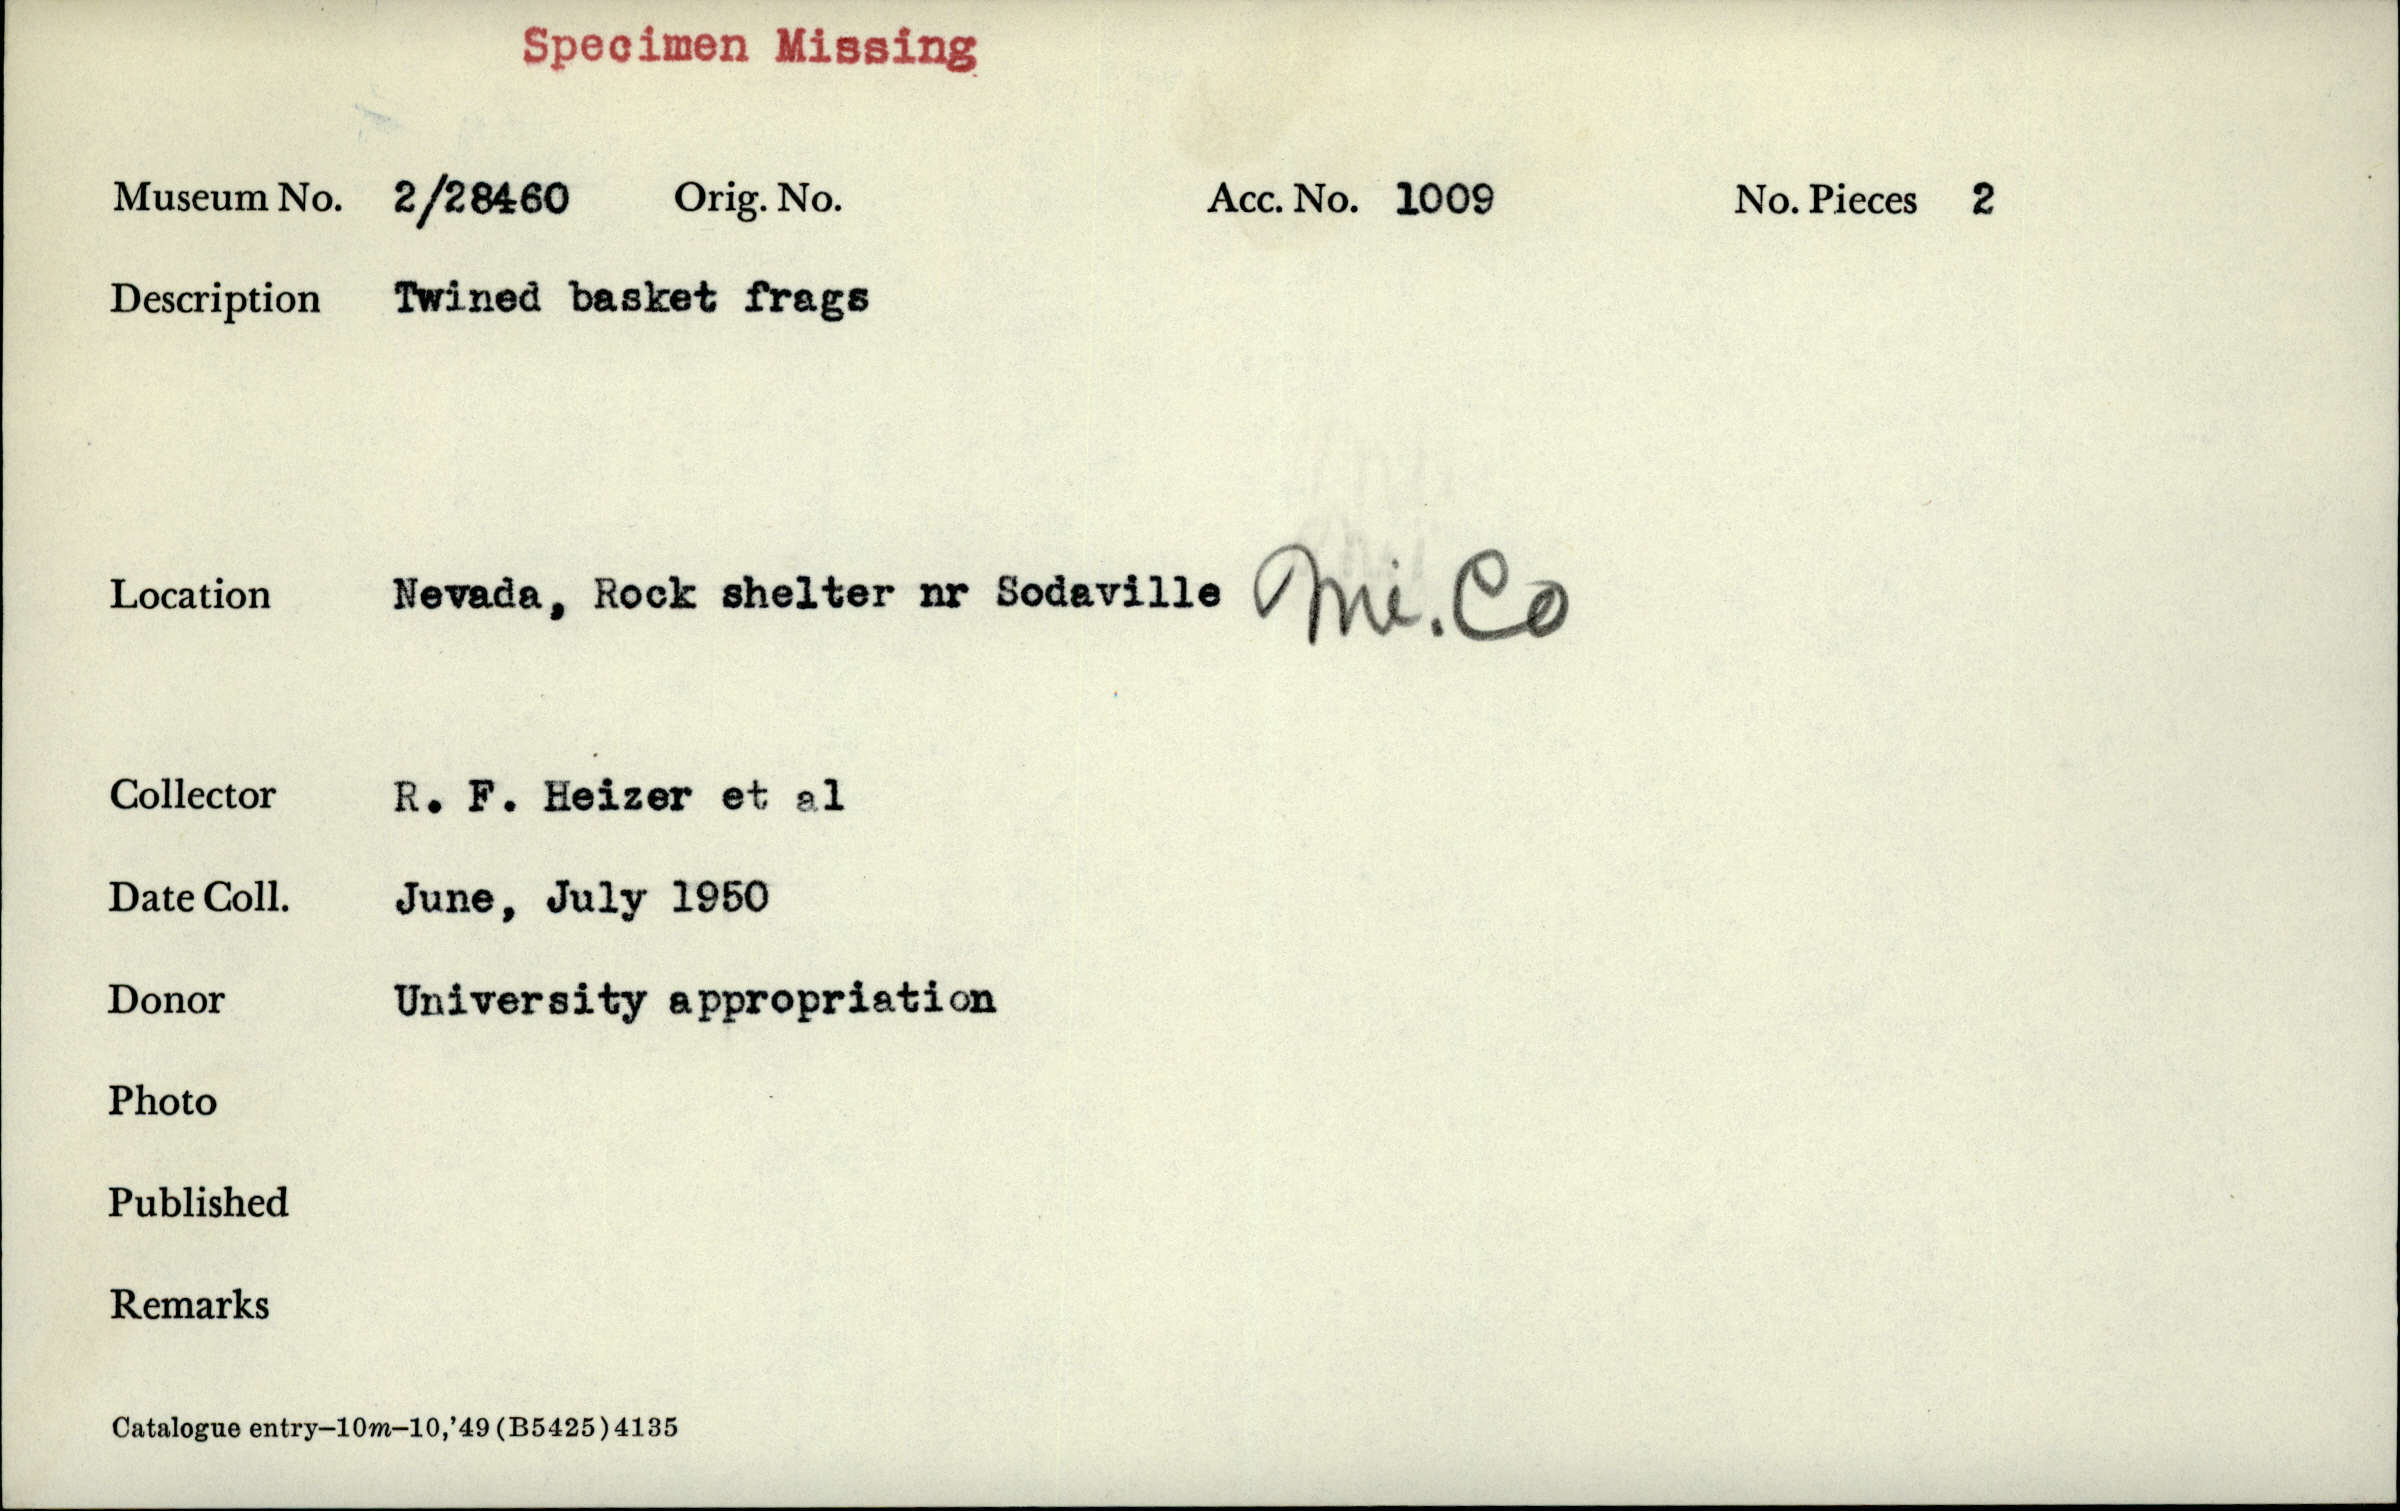 Specimen Missing
Museum No. 2/28460 Orig. No. Acc. No. 1009 No. Pieces 2
Description Twined basket frags
Location Nevada, Rock shelter nr Sodaville Mi. Co
Collector R. F. Heizer et al
Date Coll. June, July 1950
Donor University appropriation
Photo
Published
Remarks
Catalogue entry—10m—10,'49 (B5425) 4135